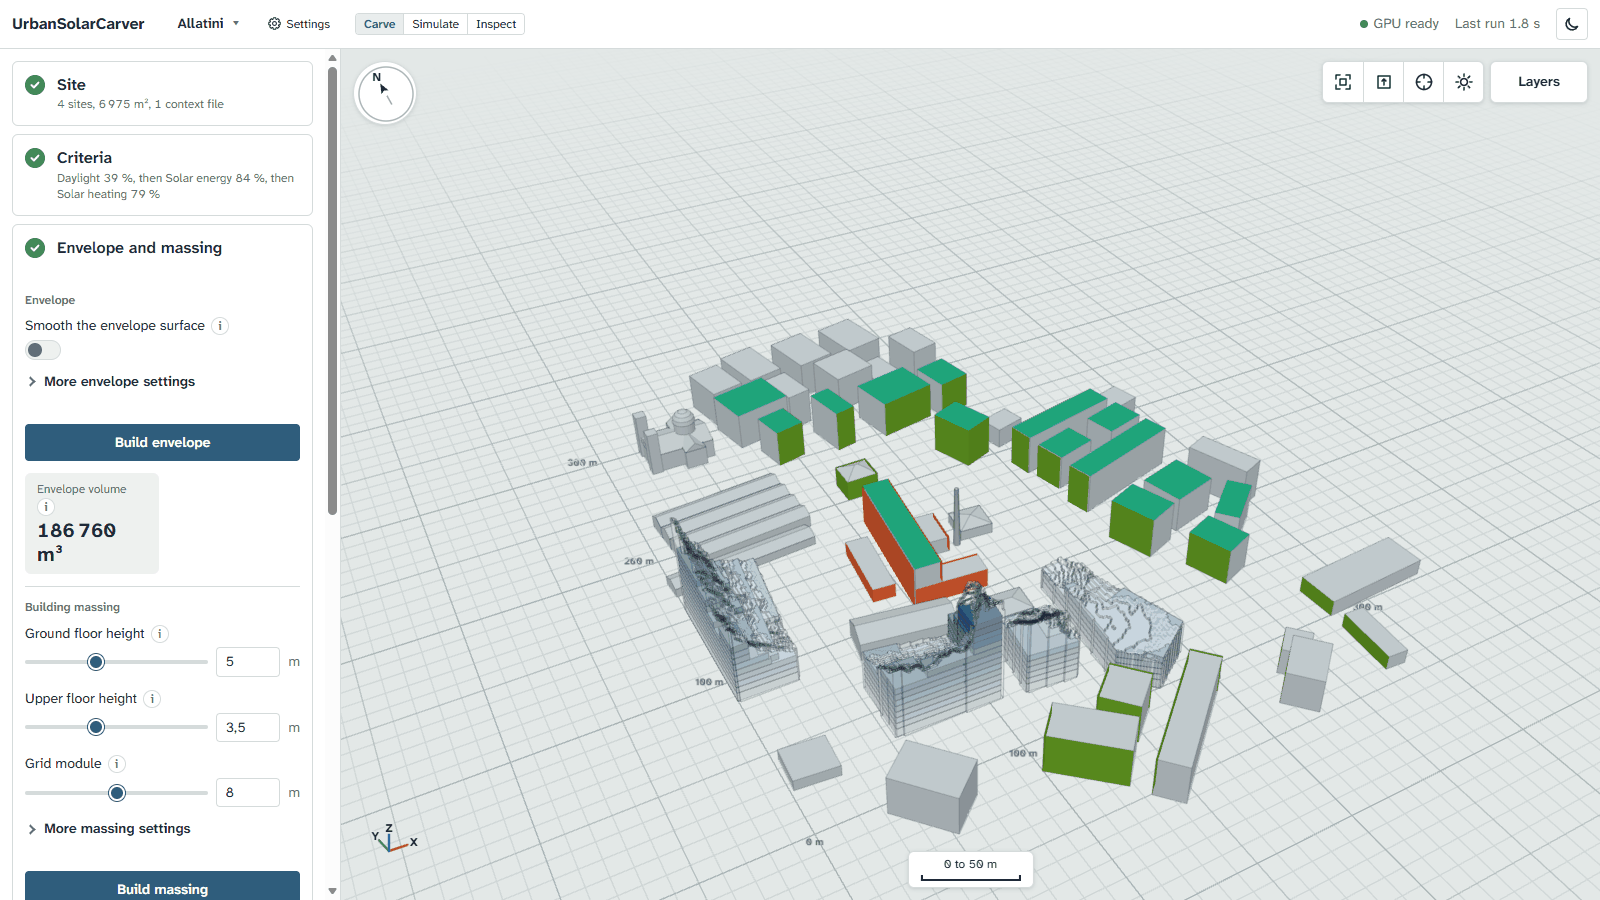 UrbanSolarCarver
Allatini
Settings
Carve
Simulate
Inspect
GPU ready
Last run 1.8 s
Site
4 sites, 6 975 m², 1 context file
Criteria
Daylight 39 %, then Solar energy 84 %, then
Solar heating 79 %
Envelope and massing
Envelope
Smooth the envelope surface
i
More envelope settings
Build envelope
Envelope volume
i
186 760
m³
Building massing
Ground floor height
i
5
m
Upper floor height
i
3,5
m
Grid module
i
8
m
More massing settings
Build massing
N
Layers
300 m
100 m
100 m
0 m
Z
Y
X
0 to 50 m